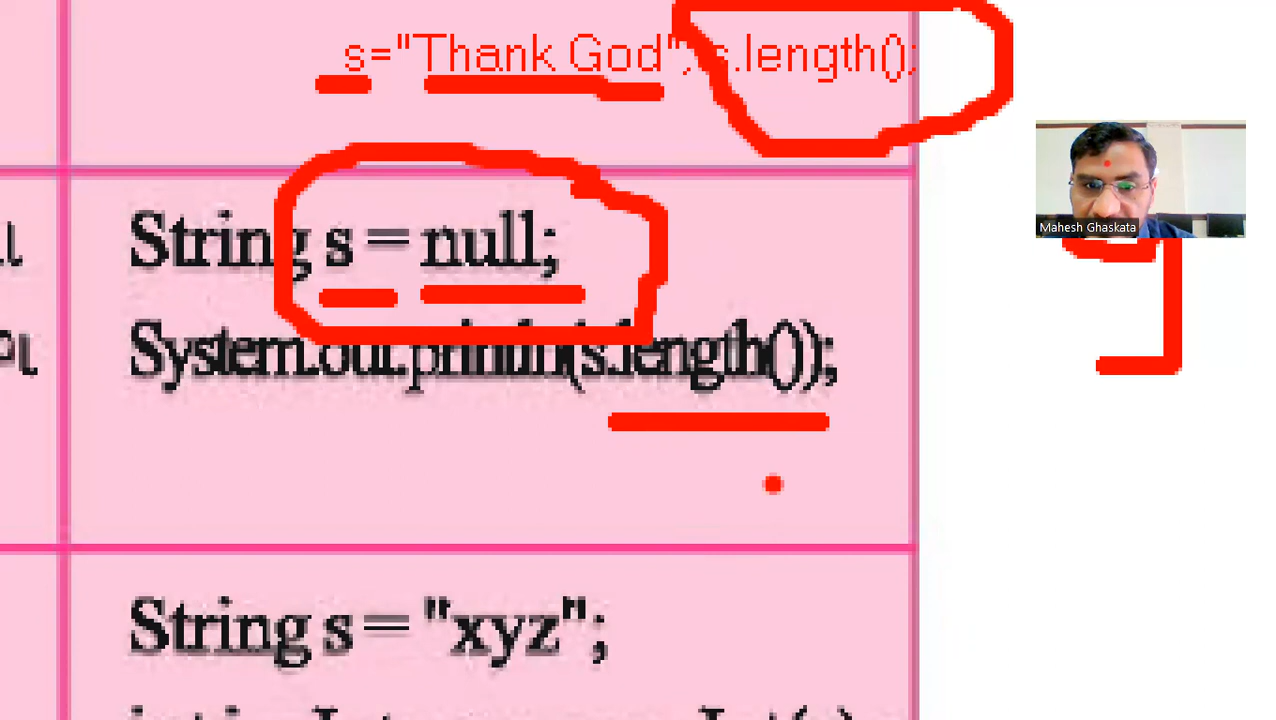 s="Thank God"; s.length();
String s = null;
System.out.println(s.length());
Mahesh Ghaskata
String s = "xyz";